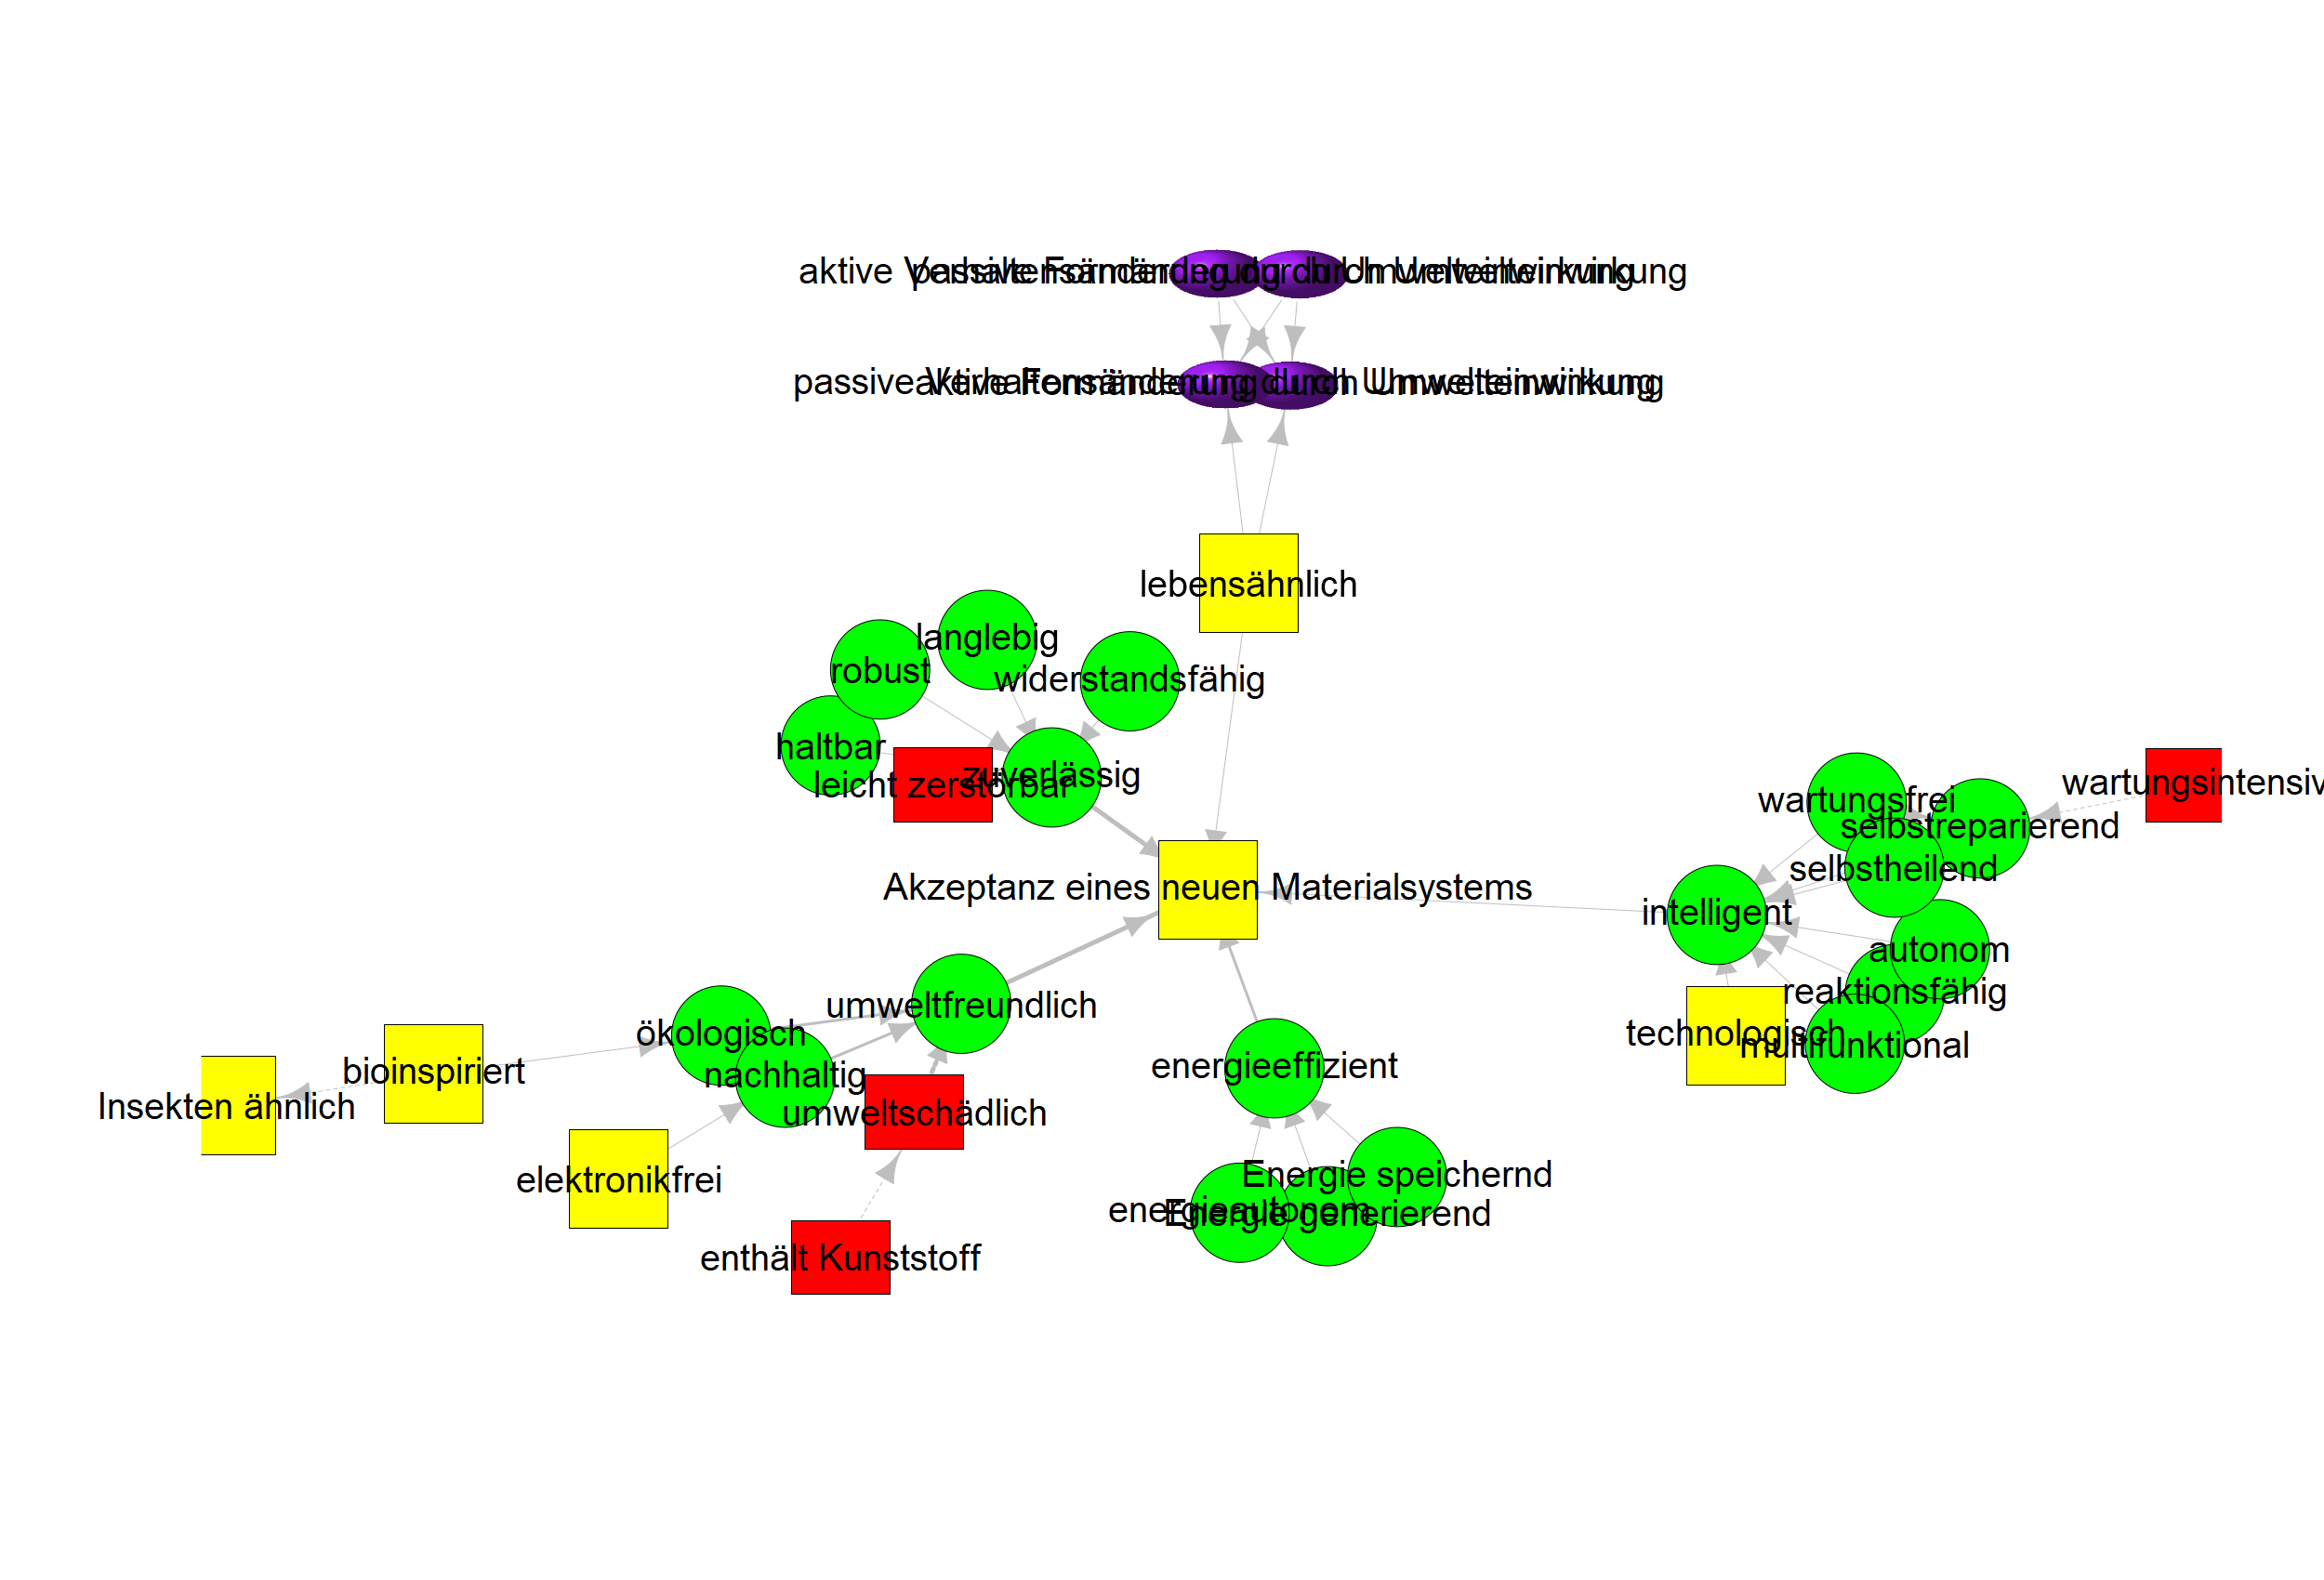 aktive Verhaltensänderung durch Umwelteinwirkung
passive Formänderung durch Umwelteinwirkung
passive Verhaltensänderung durch Umwelteinwirkung
aktive Formänderung durch Umwelteinwirkung
lebensähnlich
langlebig
robust
widerstandsfähig
haltbar
zuverlässig
leicht zerstörbar
wartungsintensiv
wartungsfrei
selbstreparierend
selbstheilend
Akzeptanz eines neuen Materialsystems
intelligent
autonom
reaktionsfähig
umweltfreundlich
ökologisch
technologisch
multifunktional
bioinspiriert
nachhaltig
energieeffizient
Insekten ähnlich
umweltschädlich
elektronikfrei
Energie speichernd
energieautonom
Energie generierend
enthält Kunststoff